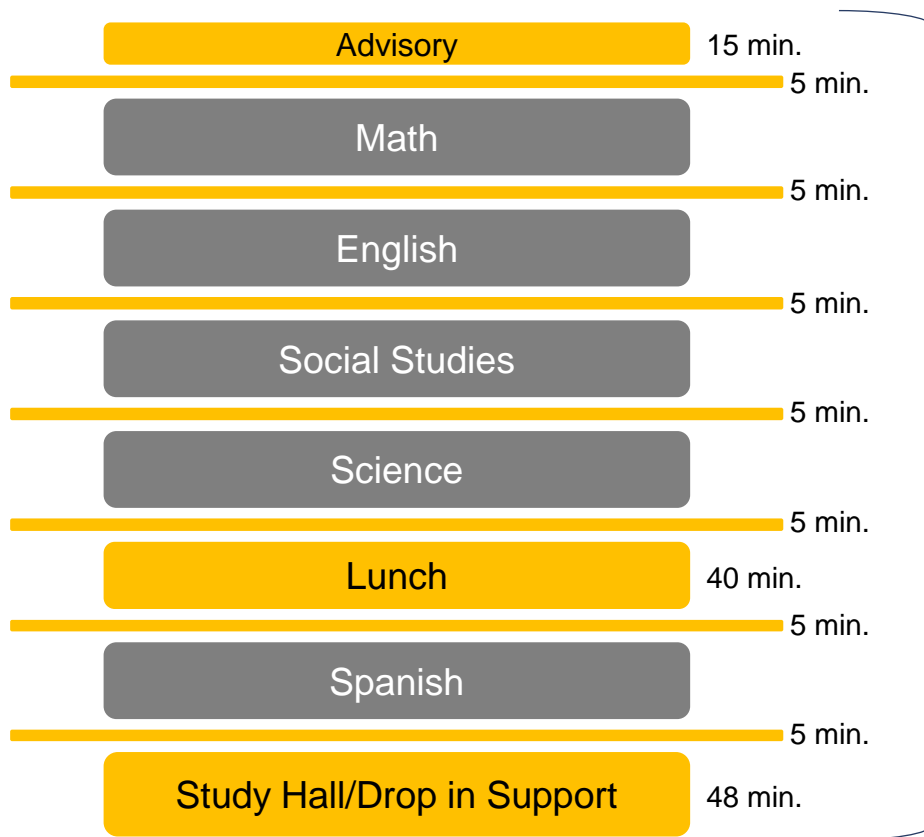 Advisory 15 min.
5 min.
Math
5 min.
English
5 min.
Social Studies
5 min.
Science
5 min.
Lunch 40 min.
5 min.
Spanish
5 min.
Study Hall/Drop in Support 48 min.